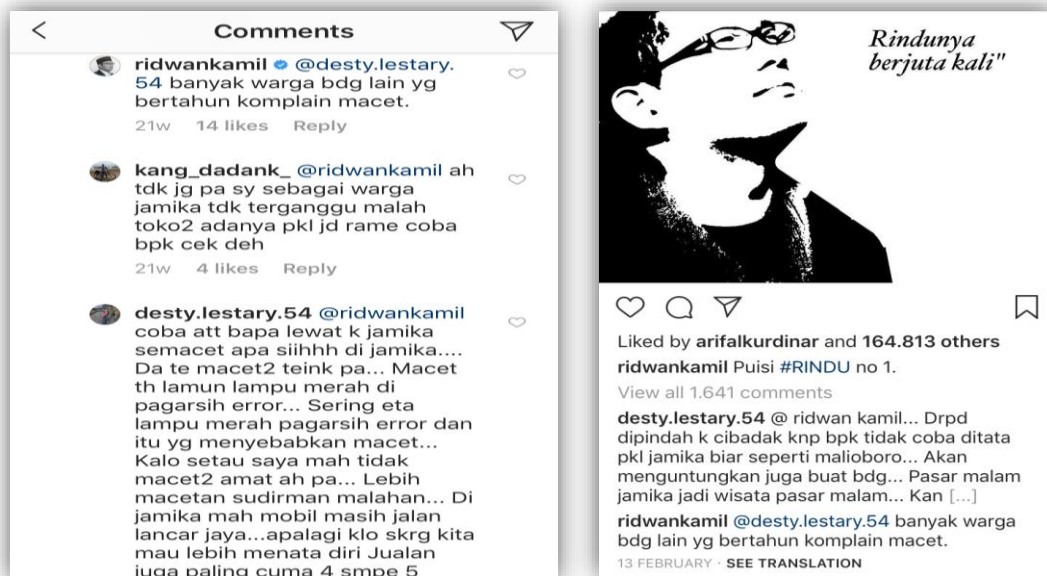 Comments
ridwankamil @desty.lestary.
54 banyak warga bdg lain yg
bertahun komplain macet.
21w 14 likes Reply
kang_dadank_ @ridwankamil ah
tdk jg pa sy sebagai warga
jamika tdk terganggu malah
toko2 adanya pkl jd rame coba
bpk cek deh
21w 4 likes Reply
desty.lestary.54 @ridwankamil
coba att bapa lewat k jamika
semacet apa siihhh di jamika....
Da te macet2 teink pa... Macet
th lamun lampu merah di
pagarsih error... Sering eta
lampu merah pagarsih error dan
itu yg menyebabkan macet...
Kalo setau saya mah tidak
macet2 amat ah pa... Lebih
macetan sudirman malahan... Di
jamika mah mobil masih jalan
lancar jaya...apalagi klo skrg kita
mau lebih menata diri Jualan
juga paling cuma 4 smpe 5
Rindunya
berjuta kali"
Liked by arifalkurdinar and 164.813 others
ridwankamil Puisi #RINDU no 1.
View all 1.641 comments
desty.lestary.54 @ ridwan kamil... Drpd
dipindah k cibadak knp bpk tidak coba ditata
pkl jamika biar seperti malioboro... Akan
menguntungkan juga buat bdg... Pasar malam
jamika jadi wisata pasar malam... Kan [...]
ridwankamil @desty.lestary.54 banyak warga
bdg lain yg bertahun komplain macet.
13 FEBRUARY · SEE TRANSLATION